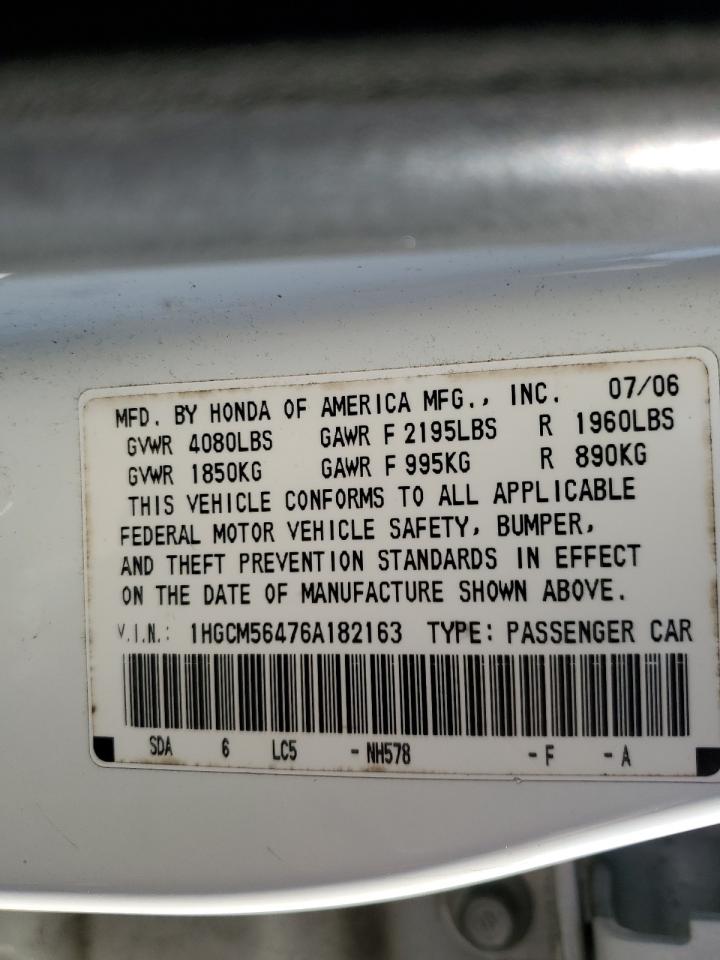 MFD. BY HONDA OF AMERICA MFG., INC. 07/06
GVWR 4080LBS GAWR F 2195LBS R 1960LBS
GVWR 1850KG GAWR F 995KG R 890KG
THIS VEHICLE CONFORMS TO ALL APPLICABLE
FEDERAL MOTOR VEHICLE SAFETY, BUMPER,
AND THEFT PREVENTION STANDARDS IN EFFECT
ON THE DATE OF MANUFACTURE SHOWN ABOVE.
V.I.N.: 1HGCM56476A182163 TYPE: PASSENGER CAR
SDA 6 LC5 -NH578 -F -A